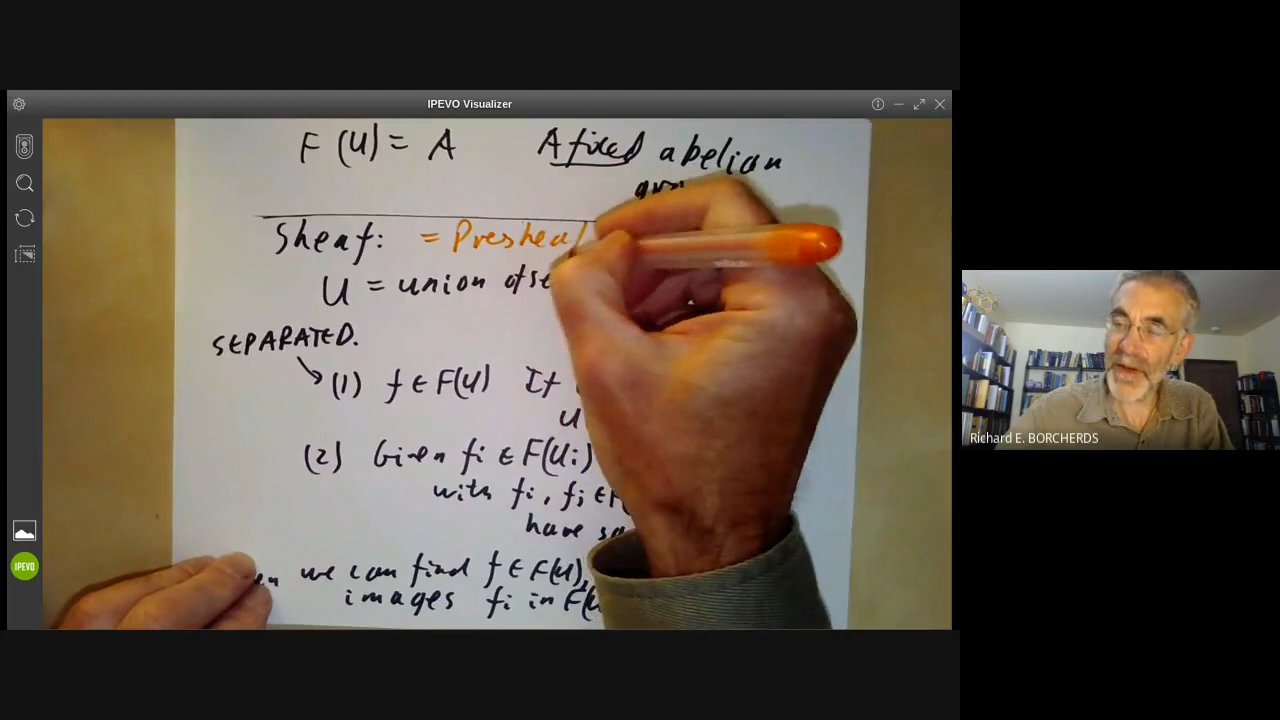 IPEVO Visualizer
F(U) = A A fixed abelian
Sheaf: = Presheaf
U = union of
SEPARATED.
(1) f ∈ F(U) If
U
(2) Given fi ∈ F(Ui)
with fi, fj ∈
have
we can find f ∈ F(U),
images fi in
IPEVO
Richard E. BORCHERDS